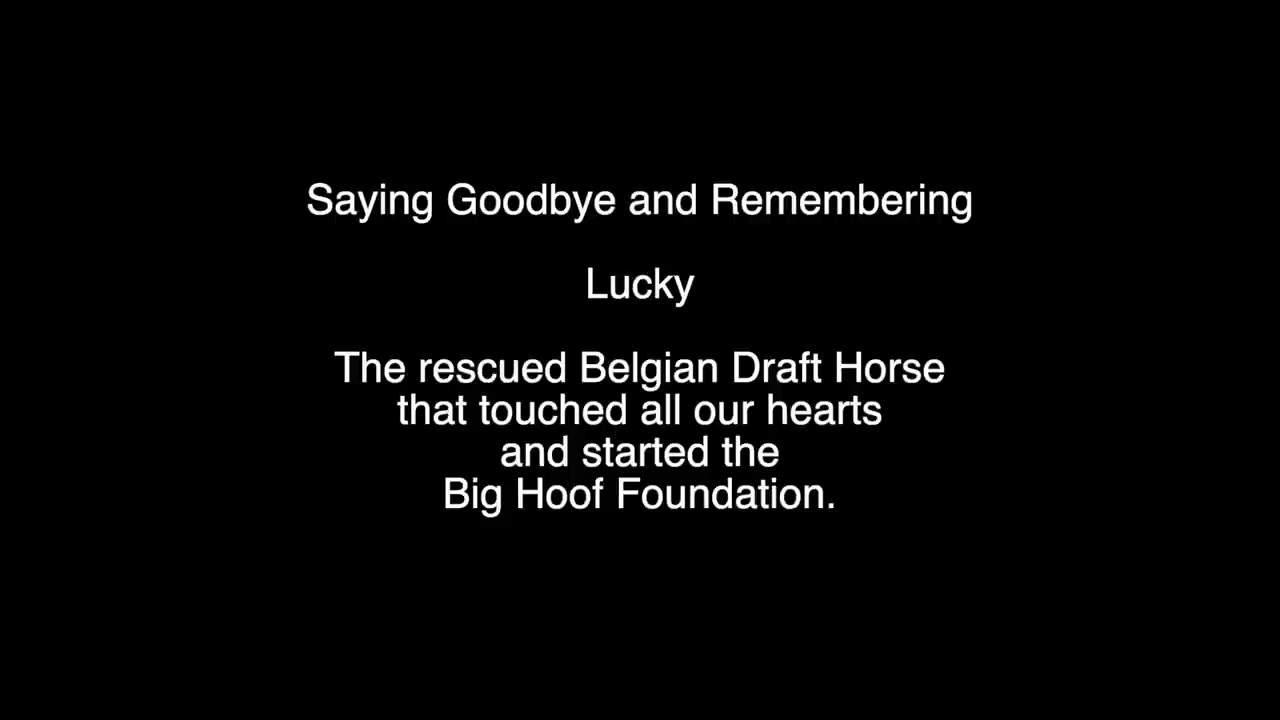 Saying Goodbye and Remembering
Lucky
The rescued Belgian Draft Horse
that touched all our hearts
and started the
Big Hoof Foundation.